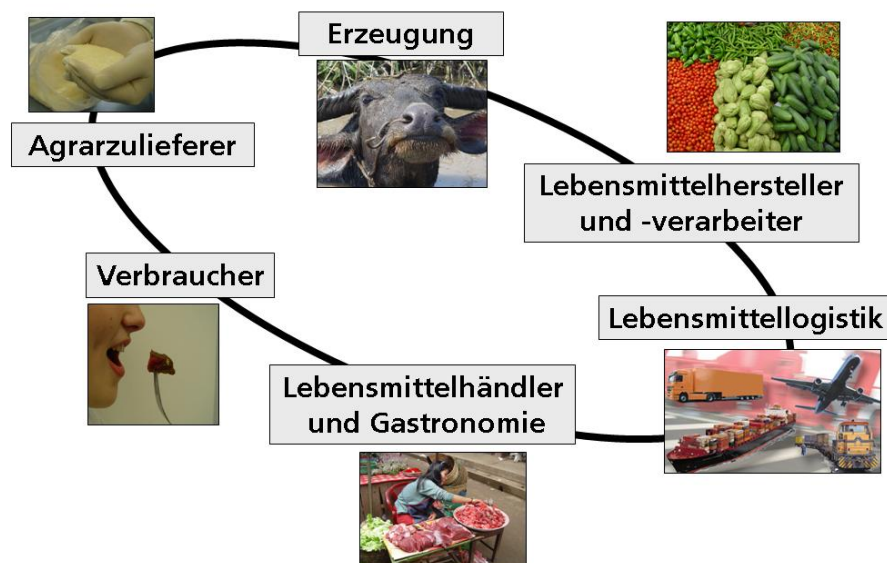 Erzeugung
Agrarzulieferer
Lebensmittelhersteller
und -verarbeiter
Verbraucher
Lebensmittellogistik
Lebensmittelhändler
und Gastronomie